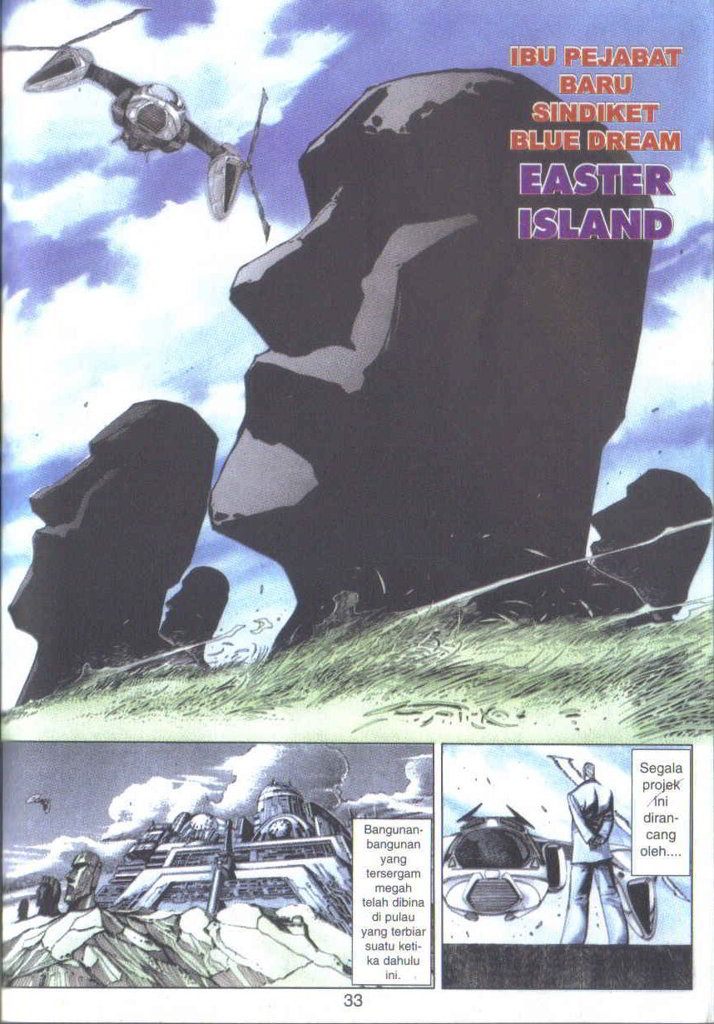 IBU PEJABAT
BARU
SINDIKET
BLUE DREAM
EASTER
ISLAND
Bangunan-
bangunan
yang
tersergam
megah
telah dibina
di pulau
yang terbiar
suatu keti-
ka dahulu
ini.
Segala
projek
ini
diran-
cang
oleh....
33